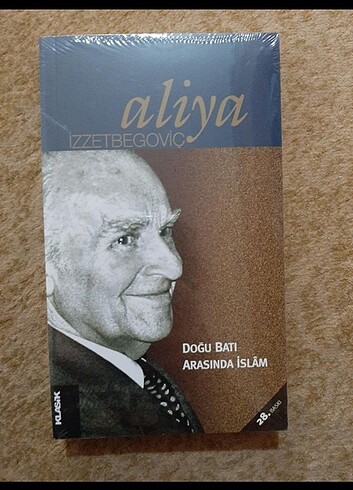 aliya
İZZETBEGOVİÇ
DOĞU BATI
ARASINDA İSLÂM
KLASİK
28. BASKI